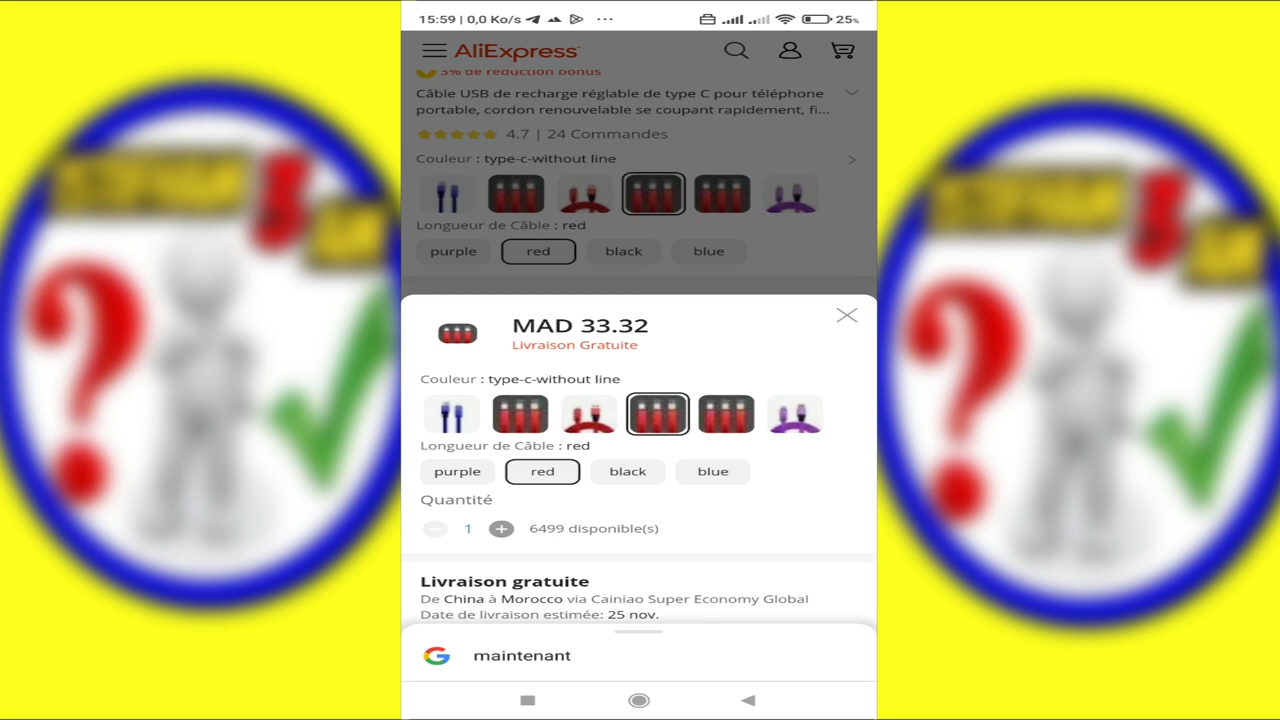 15:59 | 0,0 Ko/s ... 25%
AliExpress
3% de réduction bonus
Câble USB de recharge réglable de type C pour téléphone
portable, cordon renouvelable se coupant rapidement, fi...
4.7 | 24 Commandes
Couleur : type-c-without line
Longueur de Câble : red
purple red black blue
MAD 33.32
Livraison Gratuite
Couleur : type-c-without line
Longueur de Câble : red
purple red black blue
Quantité
1 6499 disponible(s)
Livraison gratuite
De China à Morocco via Cainiao Super Economy Global
Date de livraison estimée: 25 nov.
G maintenant